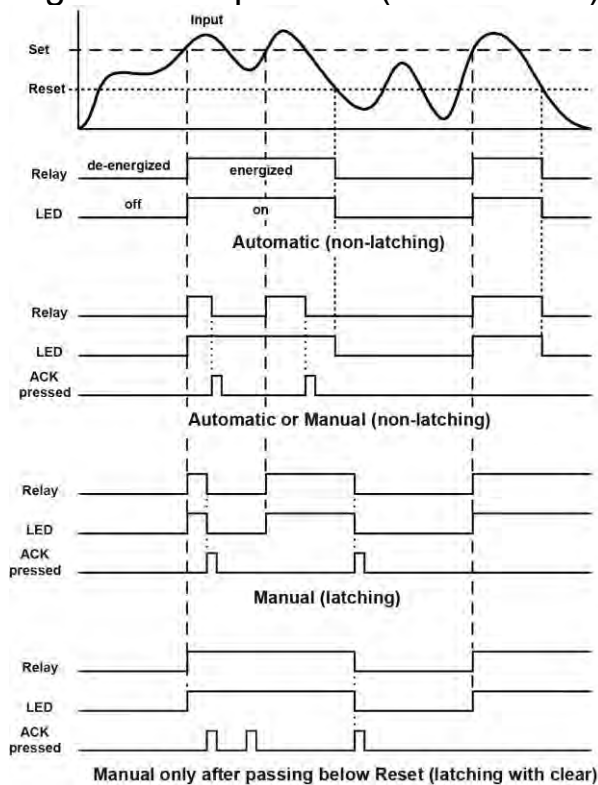 Input
Set
Reset
de-energized
energized
Relay
off
on
LED
Automatic (non-latching)
Relay
LED
ACK
pressed
Automatic or Manual (non-latching)
Relay
LED
ACK
pressed
Manual (latching)
Relay
LED
ACK
pressed
Manual only after passing below Reset (latching with clear)